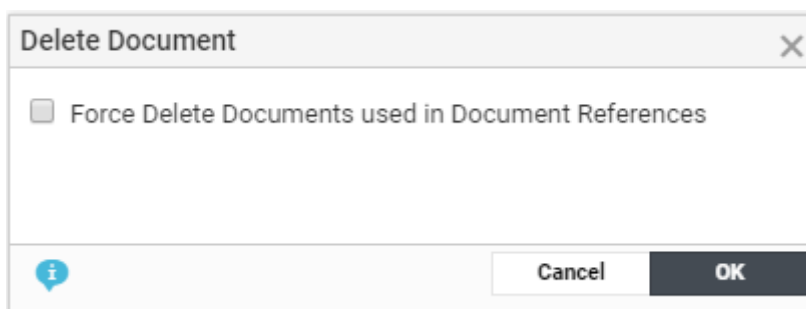 Delete Document
Force Delete Documents used in Document References
Cancel OK